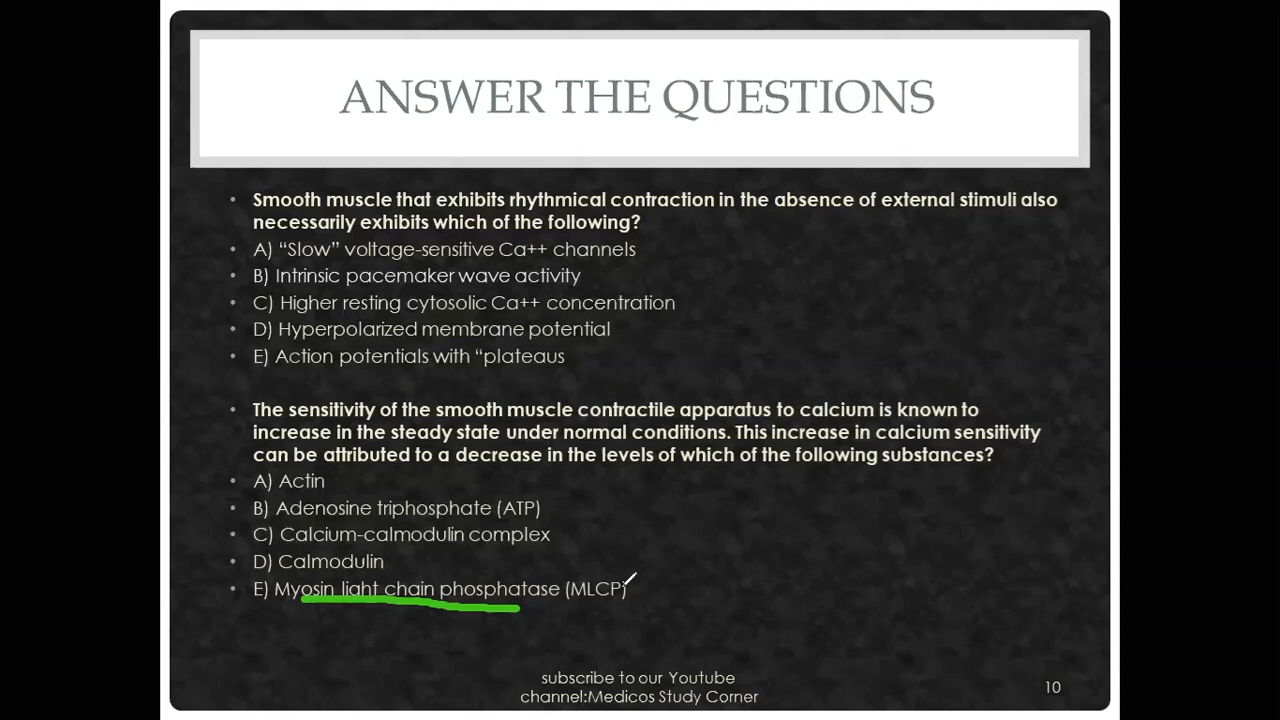 ANSWER THE QUESTIONS
• Smooth muscle that exhibits rhythmical contraction in the absence of external stimuli also
necessarily exhibits which of the following?
• A) “Slow” voltage-sensitive Ca++ channels
• B) Intrinsic pacemaker wave activity
• C) Higher resting cytosolic Ca++ concentration
• D) Hyperpolarized membrane potential
• E) Action potentials with “plateaus
• The sensitivity of the smooth muscle contractile apparatus to calcium is known to
increase in the steady state under normal conditions. This increase in calcium sensitivity
can be attributed to a decrease in the levels of which of the following substances?
• A) Actin
• B) Adenosine triphosphate (ATP)
• C) Calcium-calmodulin complex
• D) Calmodulin
• E) Myosin light chain phosphatase (MLCP)
subscribe to our Youtube
channel:Medicos Study Corner
10